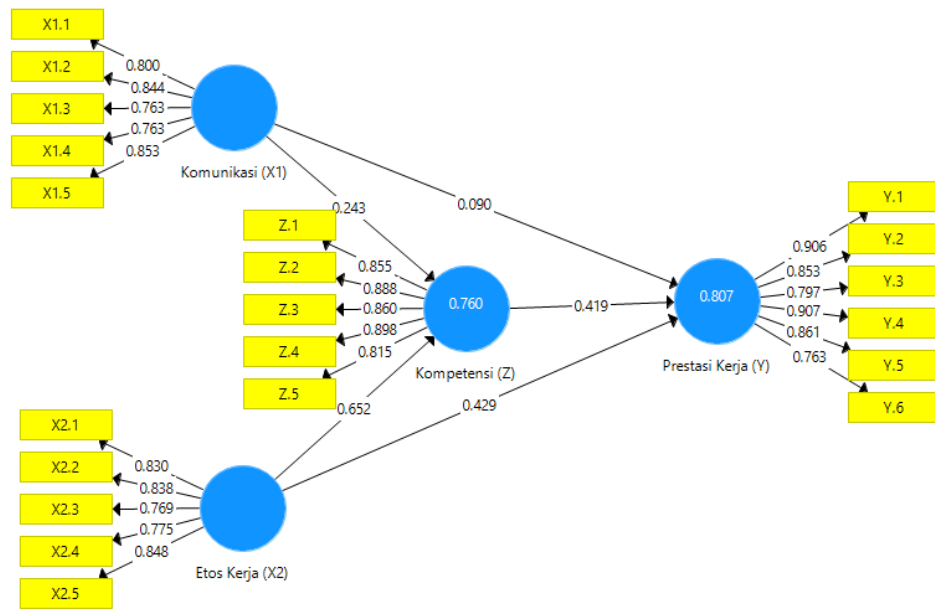 X1.1
X1.2
X1.3
X1.4
X1.5
0.800
0.844
0.763
0.763
0.853
Komunikasi (X1)
0.243
0.090
Z.1
Z.2
Z.3
Z.4
Z.5
0.855
0.888
0.860
0.898
0.815
0.760
Kompetensi (Z)
0.419
0.652
0.429
0.807
Prestasi Kerja (Y)
0.906
0.853
0.797
0.907
0.861
0.763
Y.1
Y.2
Y.3
Y.4
Y.5
Y.6
X2.1
X2.2
X2.3
X2.4
X2.5
0.830
0.838
0.769
0.775
0.848
Etos Kerja (X2)